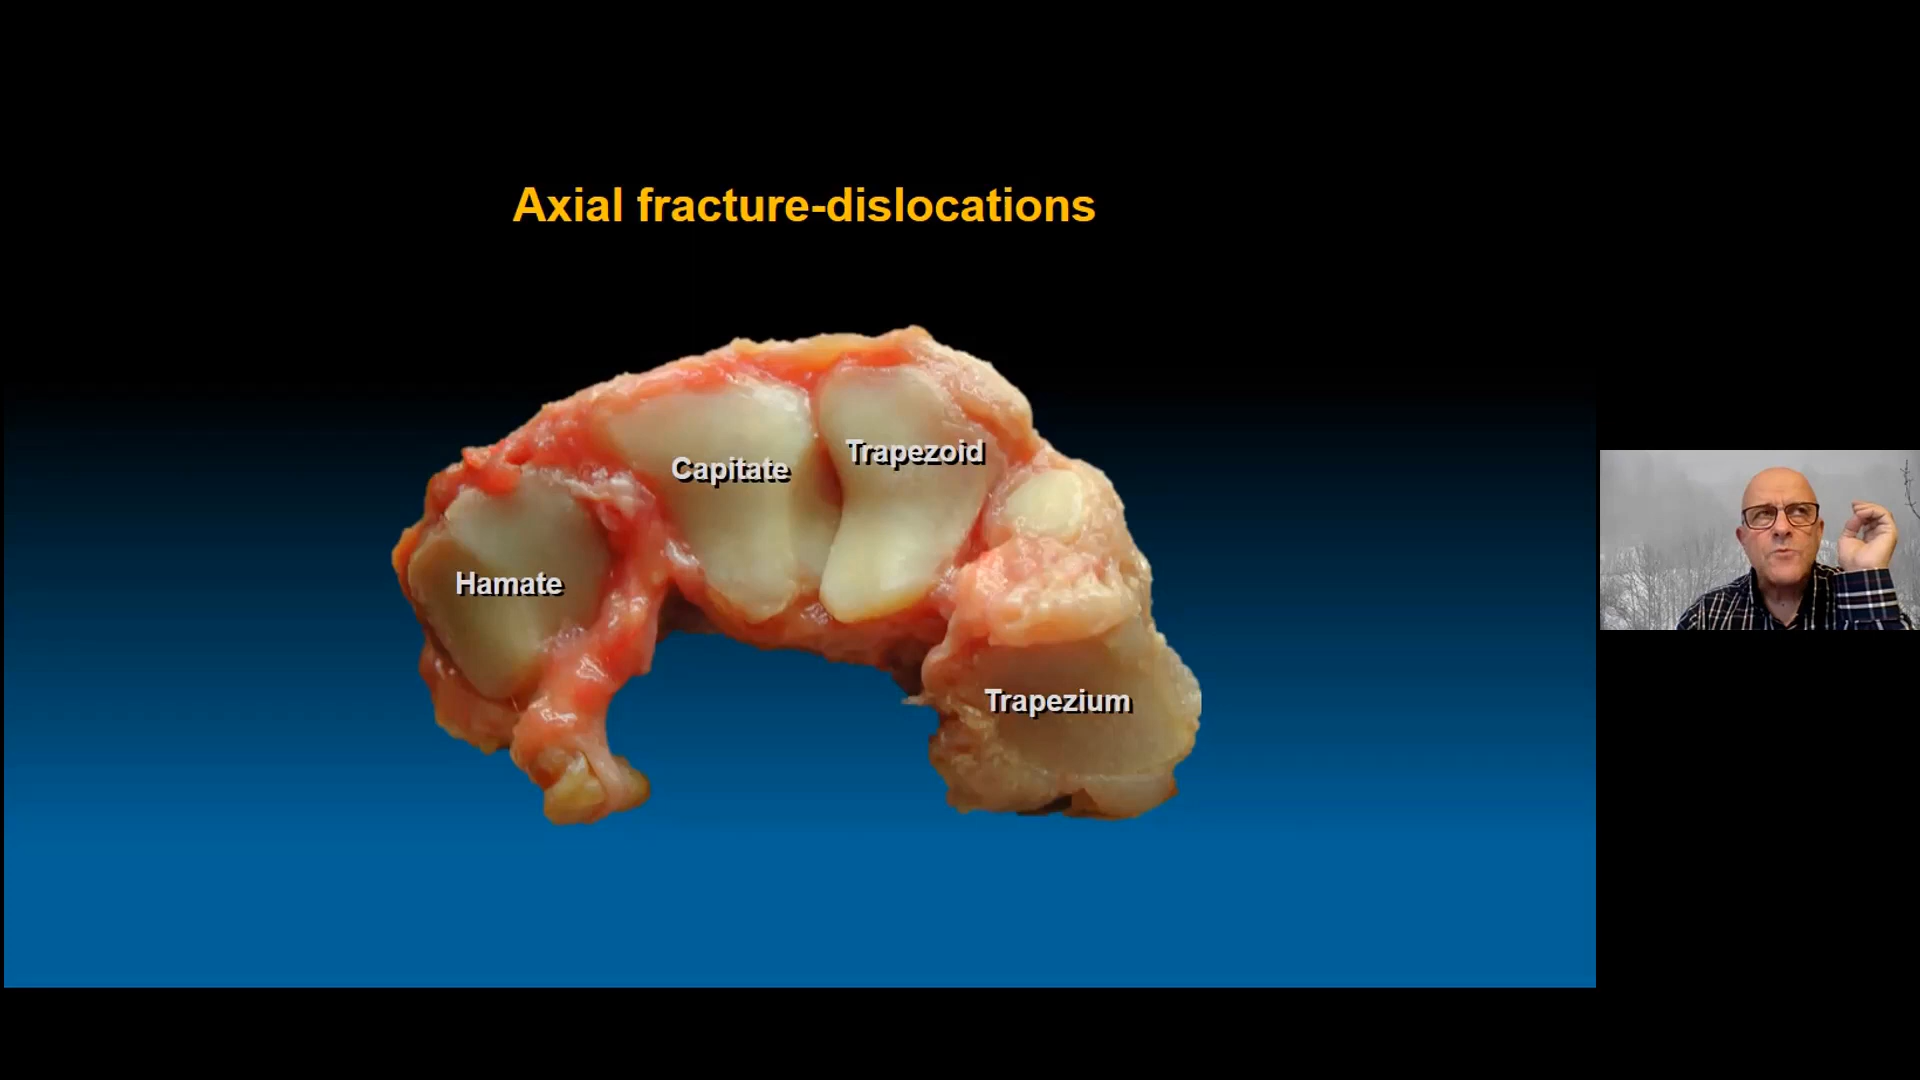 Axial fracture-dislocations
Trapezoid
Capitate
Hamate
Trapezium